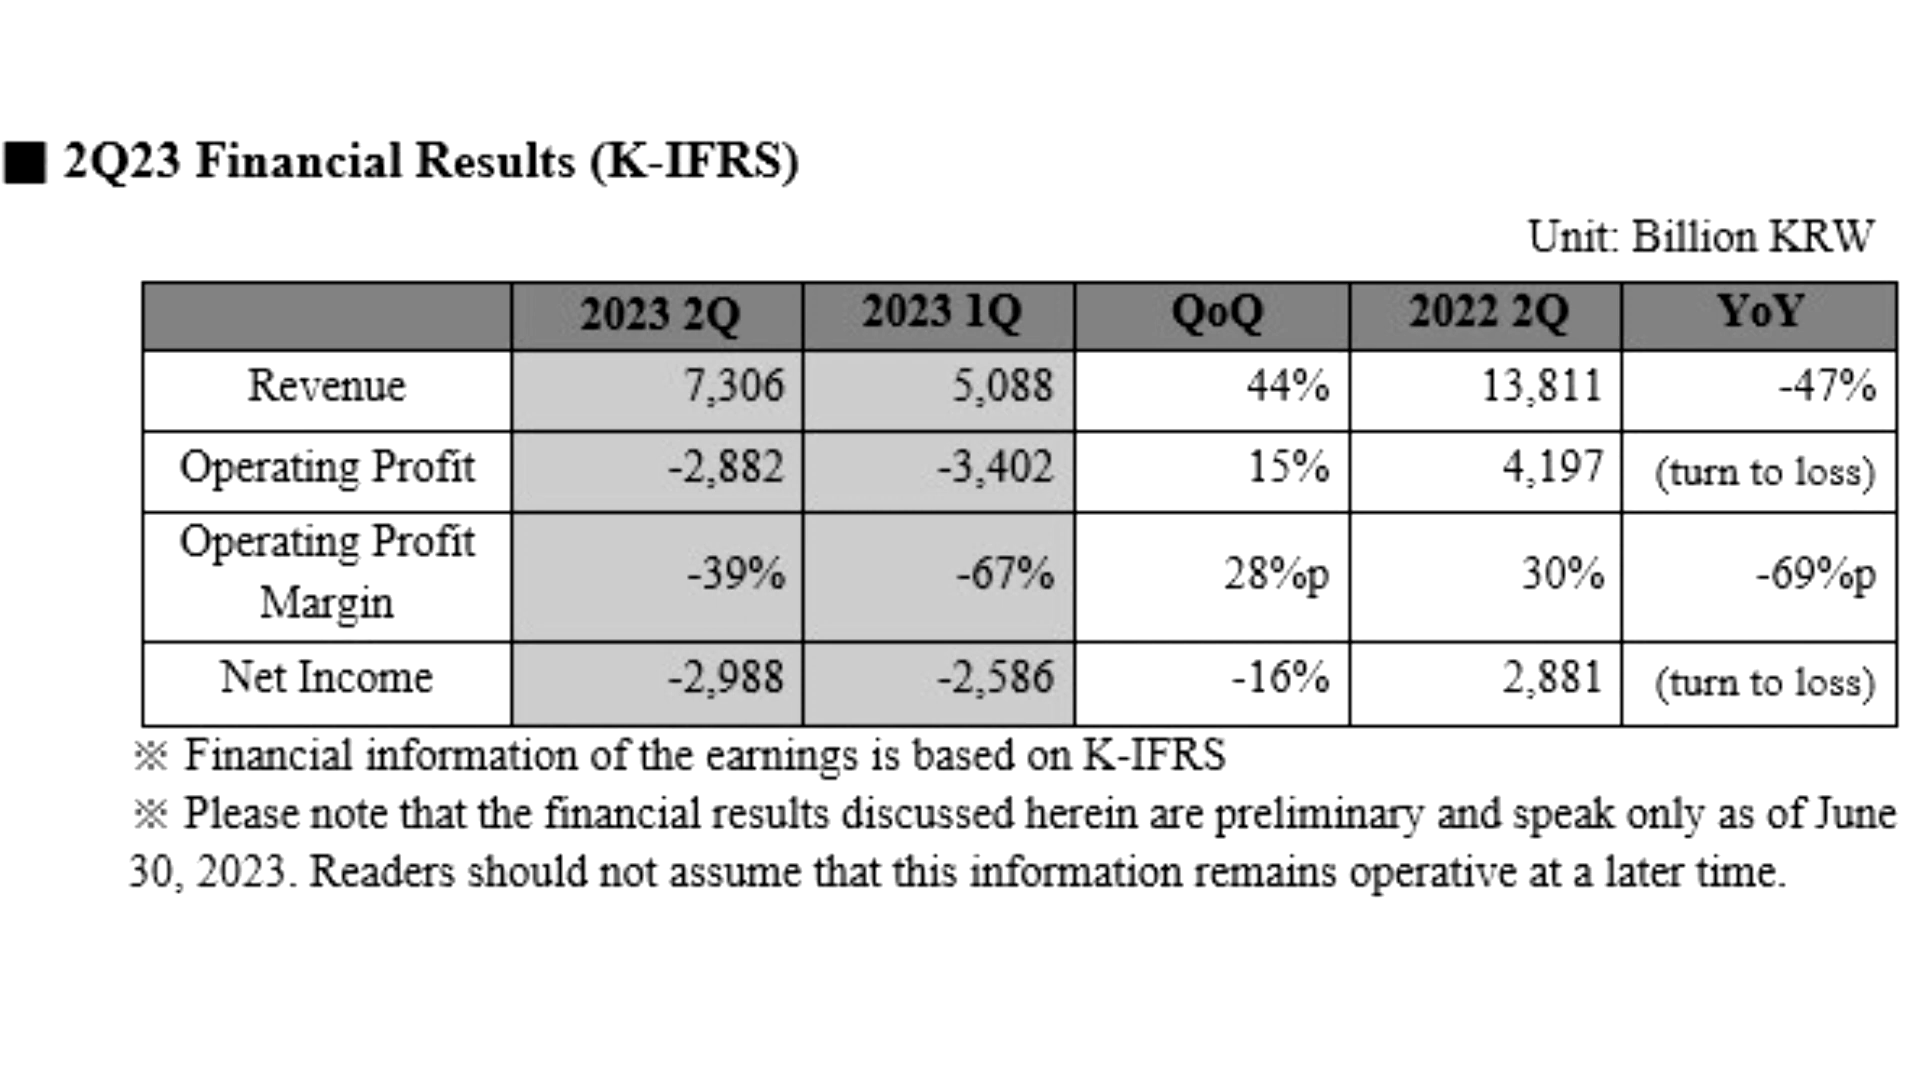 ■ 2Q23 Financial Results (K-IFRS)
Unit: Billion KRW
2023 2Q 2023 1Q QoQ 2022 2Q YoY
Revenue 7,306 5,088 44% 13,811 -47%
Operating Profit -2,882 -3,402 15% 4,197 (turn to loss)
Operating Profit
Margin -39% -67% 28%p 30% -69%p
Net Income -2,988 -2,586 -16% 2,881 (turn to loss)
※ Financial information of the earnings is based on K-IFRS
※ Please note that the financial results discussed herein are preliminary and speak only as of June
30, 2023. Readers should not assume that this information remains operative at a later time.